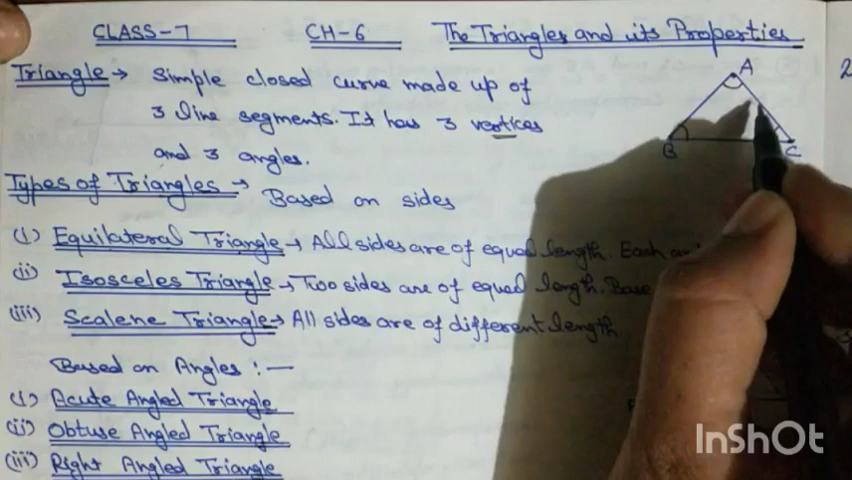 CLASS-7 CH-6 The Triangles and its Properties
Triangle → Simple closed curve made up of
3 line segments. It has 3 vertices
and 3 angles.
A
B C
2
Types of Triangles → Based on sides
(i) Equilateral Triangle → All sides are of equal length. Each
(ii) Isosceles Triangle → Two sides are of equal length. Base
(iii) Scalene Triangle → All sides are of different length
Based on Angles :—
(i) Acute Angled Triangle
(ii) Obtuse Angled Triangle
(iii) Right Angled Triangle
InShOt